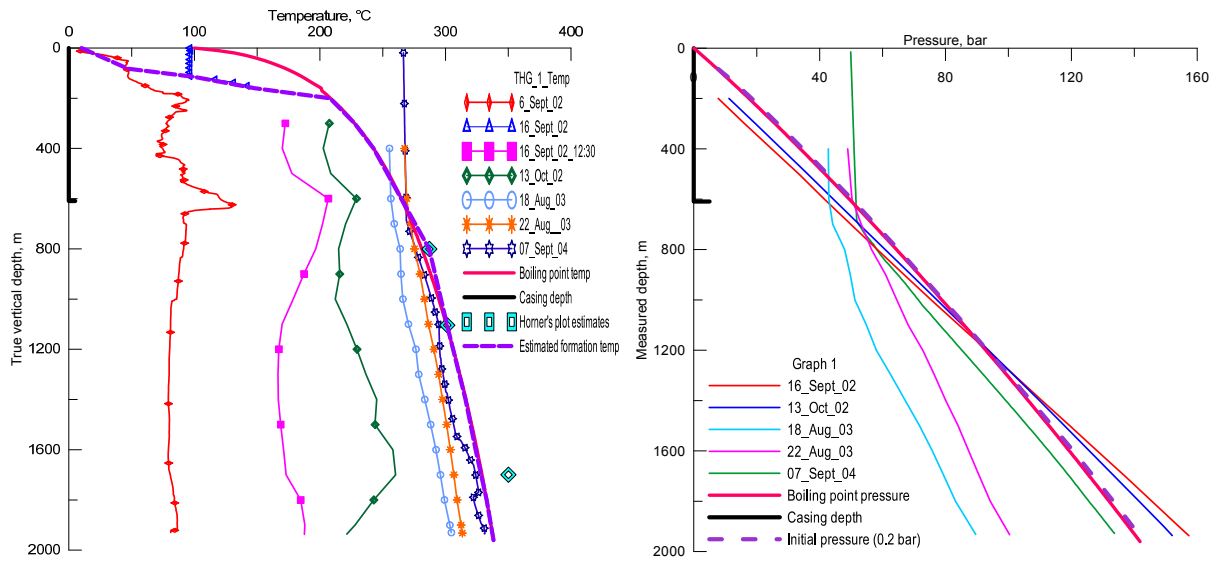 Temperature, °C
0
100
200
300
400
0
400
800
1200
1600
2000
True vertical depth, m
THG_1_Temp
6_Sept_02
16_Sept_02
16_Sept_02_12:30
13_Oct_02
18_Aug_03
22_Aug__03
07_Sept_04
Boiling point temp
Casing depth
Horner's plot estimates
Estimated formation temp
Pressure, bar
0
40
80
120
160
0
400
800
1200
1600
2000
Measured depth, m
Graph 1
16_Sept_02
13_Oct_02
18_Aug_03
22_Aug_03
07_Sept_04
Boiling point pressure
Casing depth
Initial pressure (0.2 bar)